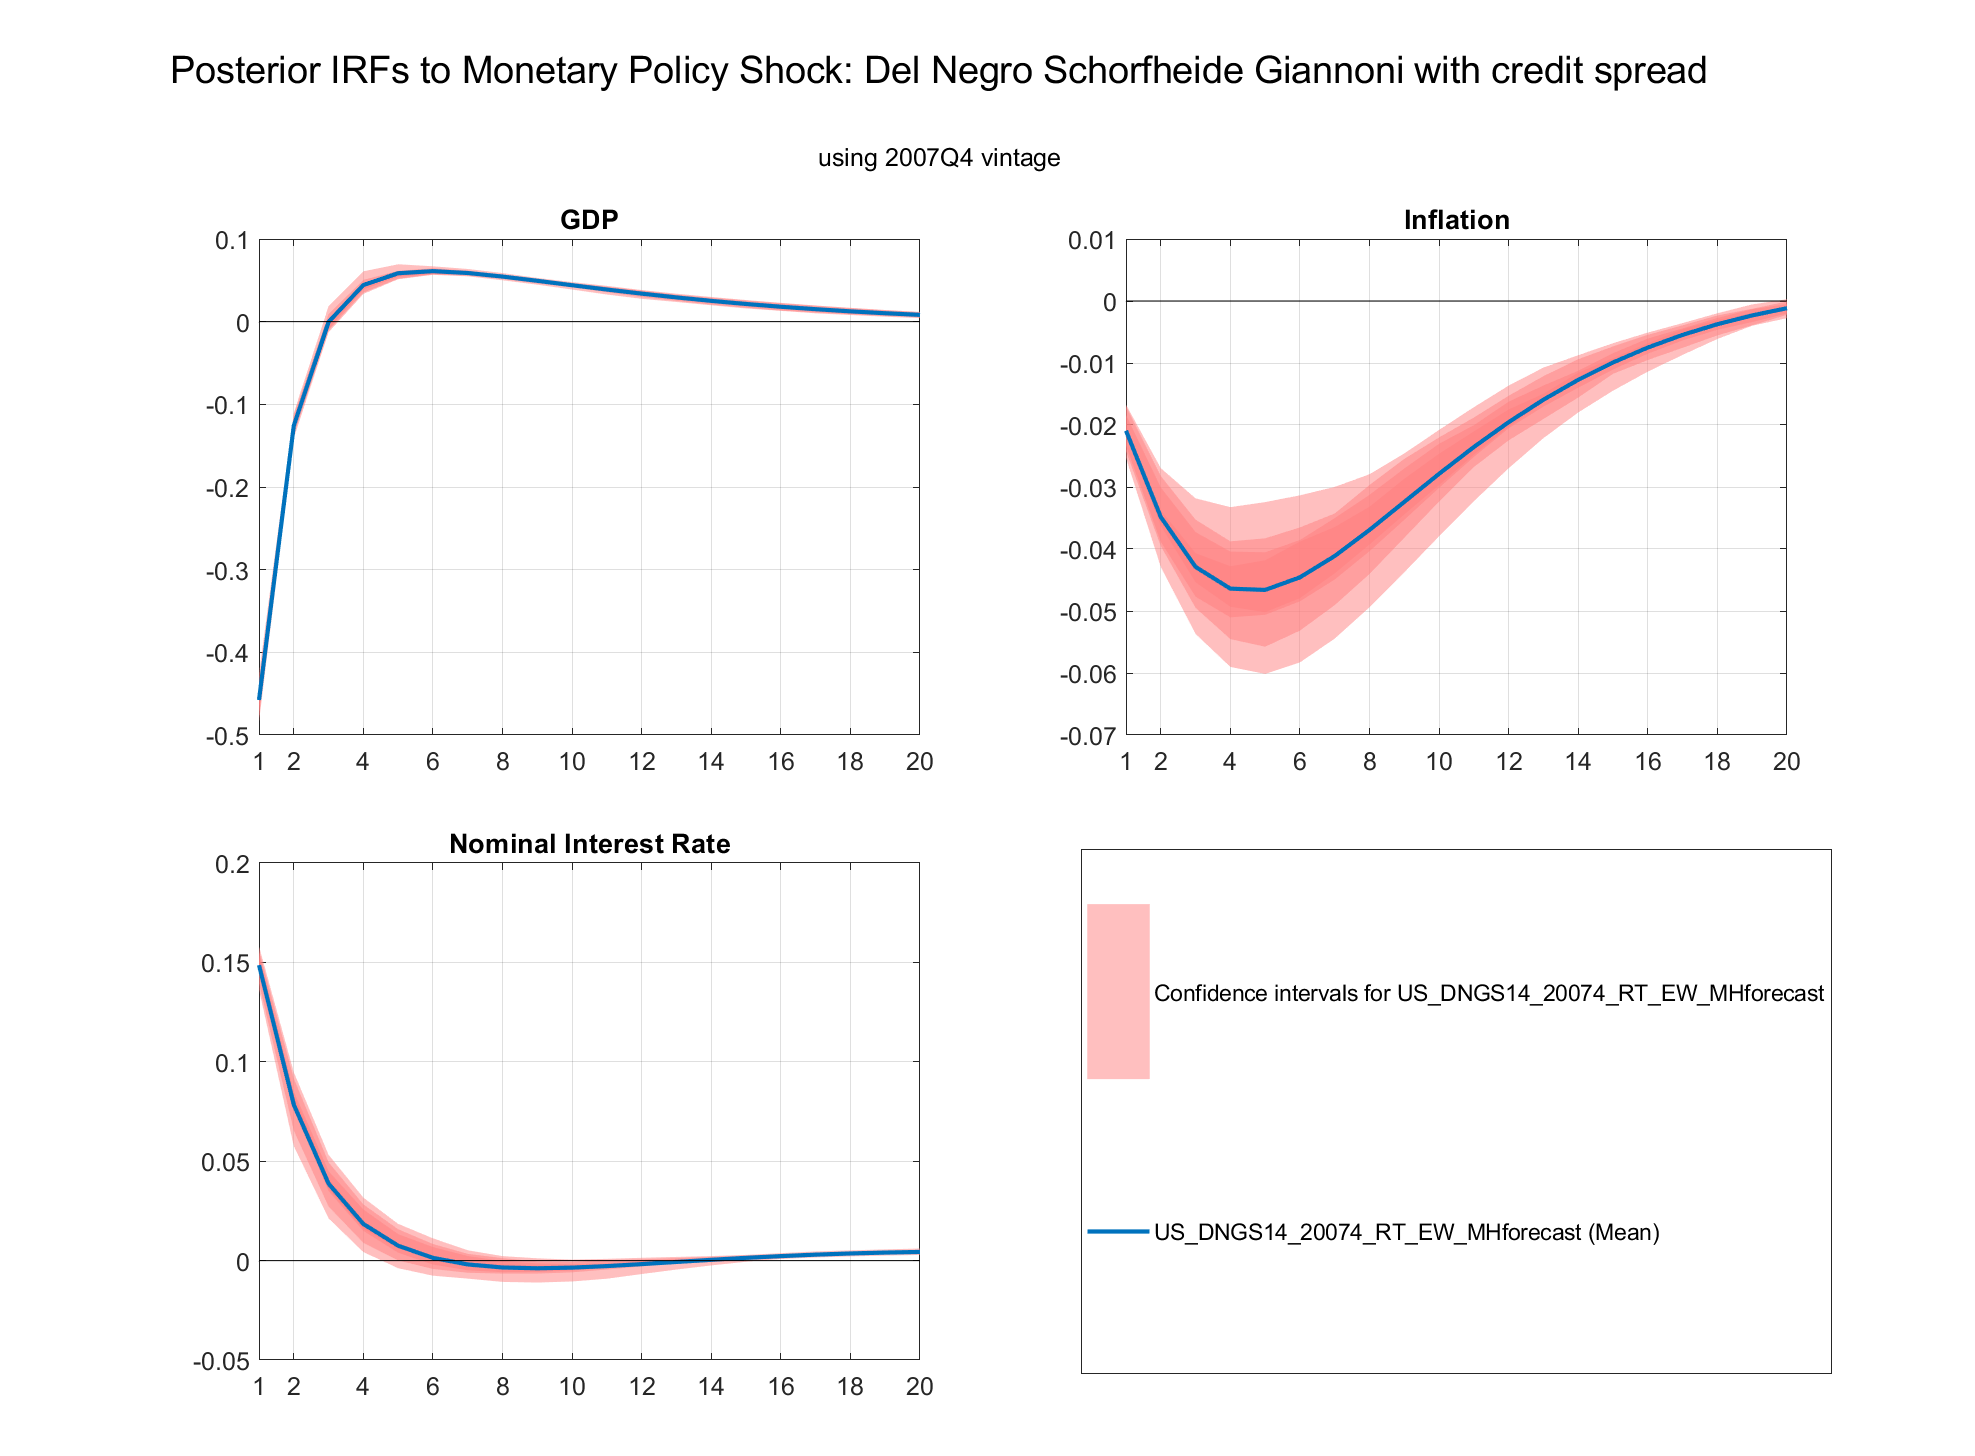 Posterior IRFs to Monetary Policy Shock: Del Negro Schorfheide Giannoni with credit spread
using 2007Q4 vintage
GDP
0.1
0
-0.1
-0.2
-0.3
-0.4
-0.5
1 2 4 6 8 10 12 14 16 18 20
Inflation
0.01
0
-0.01
-0.02
-0.03
-0.04
-0.05
-0.06
-0.07
1 2 4 6 8 10 12 14 16 18 20
Nominal Interest Rate
0.2
0.15
0.1
0.05
0
-0.05
1 2 4 6 8 10 12 14 16 18 20
Confidence intervals for US_DNGS14_20074_RT_EW_MHforecast
US_DNGS14_20074_RT_EW_MHforecast (Mean)